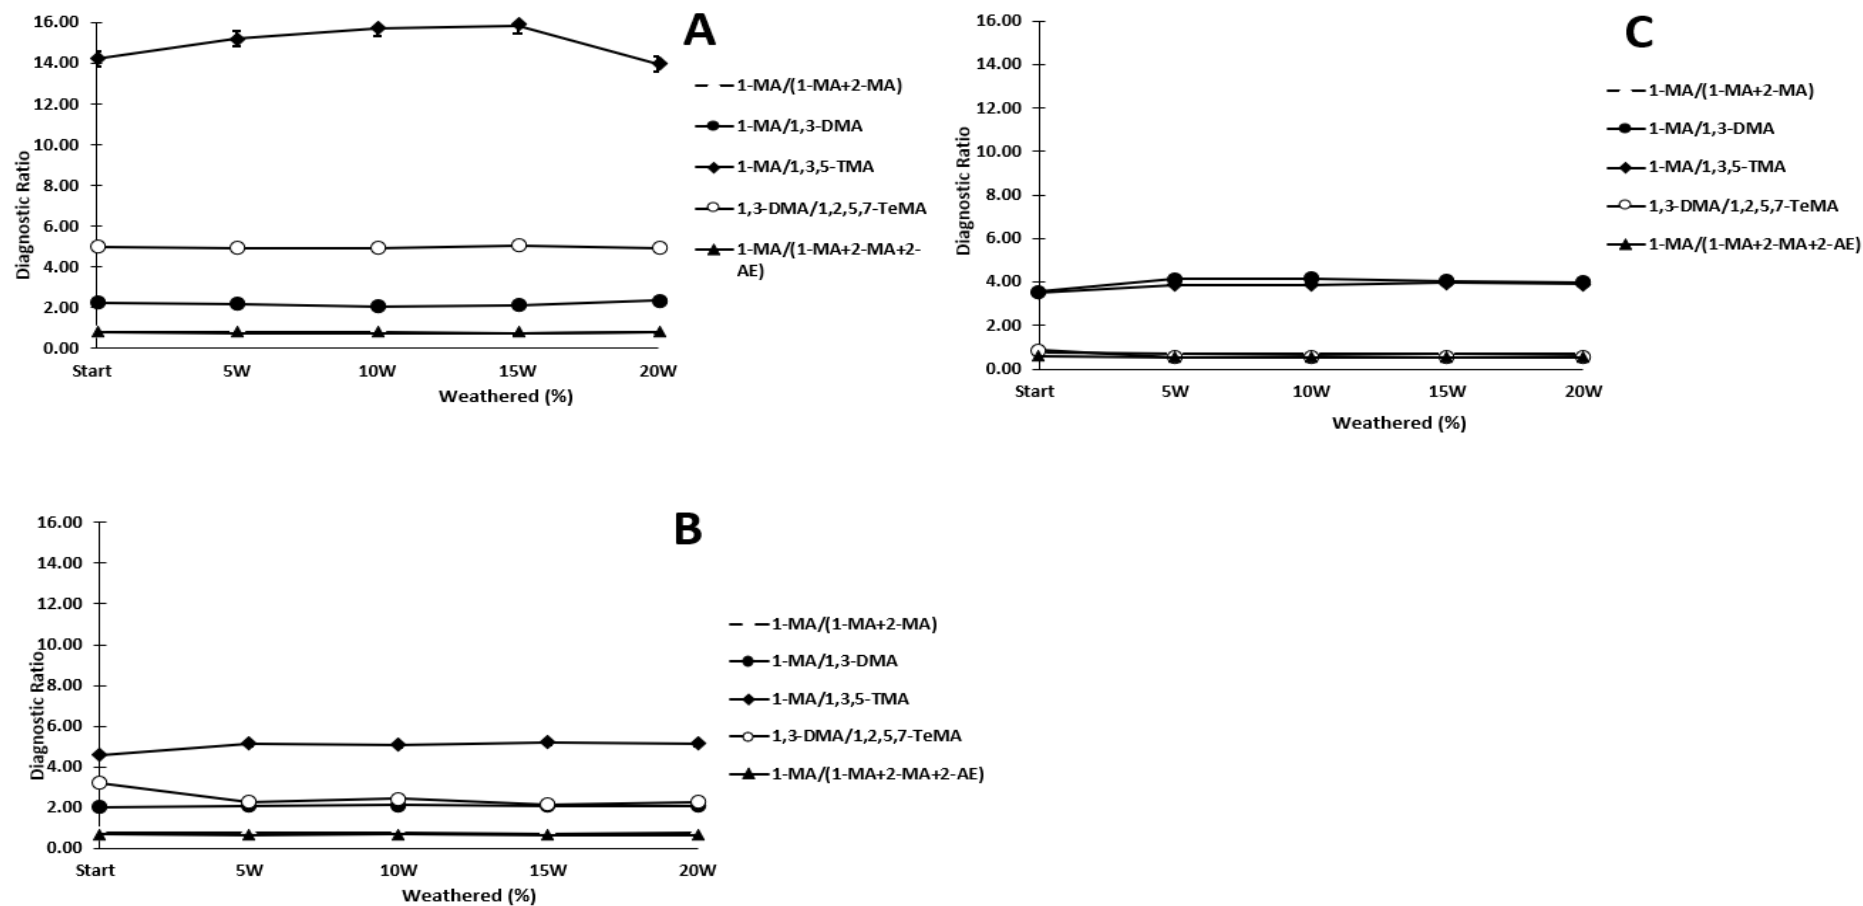 A
16.00
14.00
12.00
10.00
8.00
6.00
4.00
2.00
0.00
Diagnostic Ratio
Start 5W 10W 15W 20W
Weathered (%)
1-MA/(1-MA+2-MA)
1-MA/1,3-DMA
1-MA/1,3,5-TMA
1,3-DMA/1,2,5,7-TeMA
1-MA/(1-MA+2-MA+2-
AE)
C
16.00
14.00
12.00
10.00
8.00
6.00
4.00
2.00
0.00
Diagnostic Ratio
Start 5W 10W 15W 20W
Weathered (%)
1-MA/(1-MA+2-MA)
1-MA/1,3-DMA
1-MA/1,3,5-TMA
1,3-DMA/1,2,5,7-TeMA
1-MA/(1-MA+2-MA+2-AE)
B
16.00
14.00
12.00
10.00
8.00
6.00
4.00
2.00
0.00
Diagnostic Ratio
Start 5W 10W 15W 20W
Weathered (%)
1-MA/(1-MA+2-MA)
1-MA/1,3-DMA
1-MA/1,3,5-TMA
1,3-DMA/1,2,5,7-TeMA
1-MA/(1-MA+2-MA+2-AE)